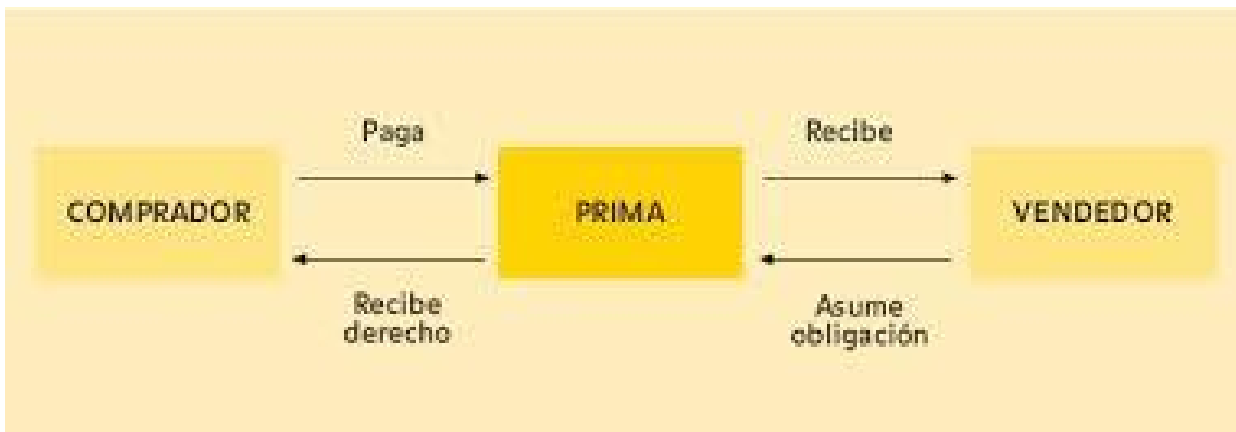 Paga
Recibe
COMPRADOR
PRIMA
VENDEDOR
Recibe
derecho
Asume
obligación